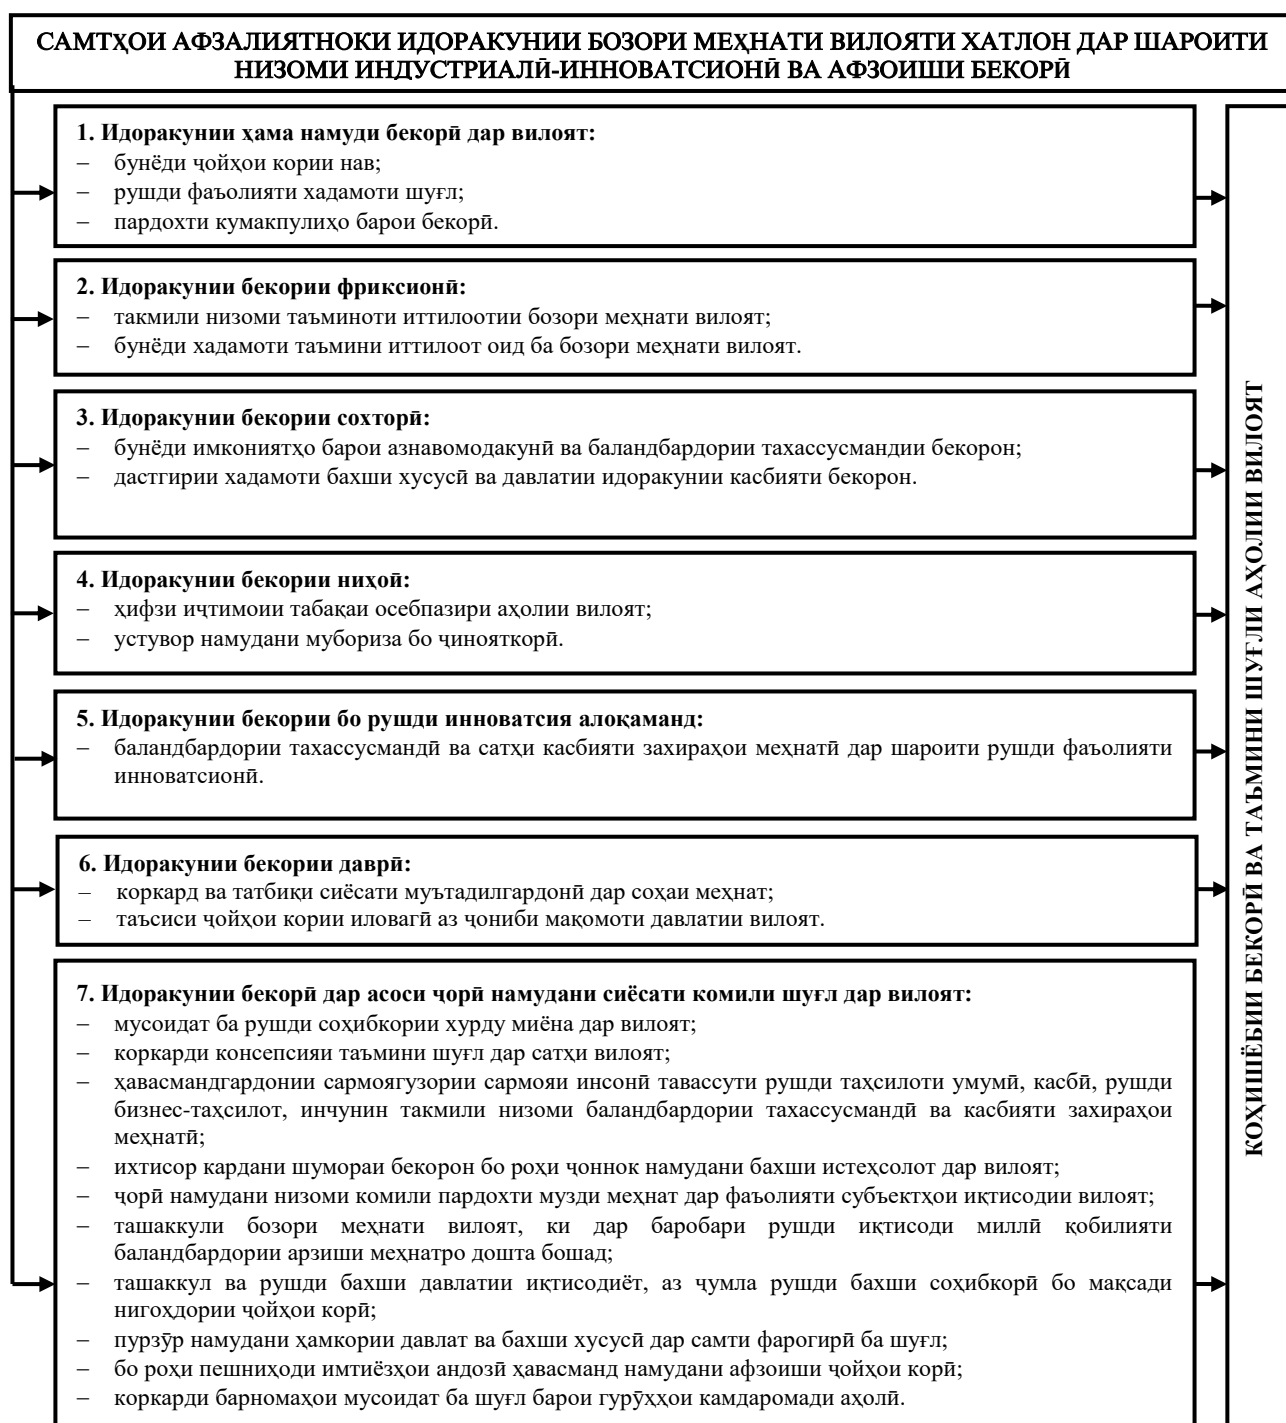 САМТҲОИ АФЗАЛИЯТНОКИ ИДОРАКУНИИ БОЗОРИ МЕҲНАТИ ВИЛОЯТИ ХАТЛОН ДАР ШАРОИТИ
НИЗОМИ ИНДУСТРИАЛӢ-ИННОВАТСИОНӢ ВА АФЗОИШИ БЕКОРӢ
1. Идоракунии ҳама намуди бекорӣ дар вилоят:
– бунёди ҷойҳои кории нав;
– рушди фаъолияти хадамоти шуғл;
– пардохти кумакпулиҳо барои бекорӣ.
2. Идоракунии бекории фриксионӣ:
– такмили низоми таъминоти иттилоотии бозори меҳнати вилоят;
– бунёди хадамоти таъмини иттилоот оид ба бозори меҳнати вилоят.
3. Идоракунии бекории сохторӣ:
– бунёди имкониятҳо барои азнавомодакунӣ ва баландбардории тахассусмандии бекорон;
– дастгирии хадамоти бахши хусусӣ ва давлатии идоракунии касбияти бекорон.
4. Идоракунии бекории ниҳоӣ:
– ҳифзи иҷтимоии табақаи осебпазири аҳолии вилоят;
– устувор намудани мубориза бо ҷинояткорӣ.
5. Идоракунии бекории бо рушди инноватсия алоқаманд:
– баландбардории тахассусмандӣ ва сатҳи касбияти захираҳои меҳнатӣ дар шароити рушди фаъолияти
инноватсионӣ.
6. Идоракунии бекории даврӣ:
– коркард ва татбиқи сиёсати муътадилгардонӣ дар соҳаи меҳнат;
– таъсиси ҷойҳои кории иловагӣ аз ҷониби мақомоти давлатии вилоят.
7. Идоракунии бекорӣ дар асоси ҷорӣ намудани сиёсати комили шуғл дар вилоят:
– мусоидат ба рушди соҳибкории хурду миёна дар вилоят;
– коркарди консепсияи таъмини шуғл дар сатҳи вилоят;
– ҳавасмандгардонии сармоягузории сармояи инсонӣ тавассути рушди таҳсилоти умумӣ, касбӣ, рушди
бизнес-таҳсилот, инчунин такмили низоми баландбардории тахассусмандӣ ва касбияти захираҳои
меҳнатӣ;
– ихтисор кардани шумораи бекорон бо роҳи ҷоннок намудани бахши истеҳсолот дар вилоят;
– ҷорӣ намудани низоми комили пардохти музди меҳнат дар фаъолияти субъектҳои иқтисодии вилоят;
– ташаккули бозори меҳнати вилоят, ки дар баробари рушди иқтисоди миллӣ қобилияти
баландбардории арзиши меҳнатро дошта бошад;
– ташаккул ва рушди бахши давлатии иқтисодиёт, аз ҷумла рушди бахши соҳибкорӣ бо мақсади
нигоҳдории ҷойҳои корӣ;
– пурзӯр намудани ҳамкории давлат ва бахши хусусӣ дар самти фарогирӣ ба шуғл;
– бо роҳи пешниҳоди имтиёзҳои андозӣ ҳавасманд намудани афзоиши ҷойҳои корӣ;
– коркарди барномаҳои мусоидат ба шуғл барои гурӯҳҳои камдаромади аҳолӣ.
КОҲИШЁБИИ БЕКОРӢ ВА ТАЪМИНИ ШУҒЛИ АҲОЛИИ ВИЛОЯТ